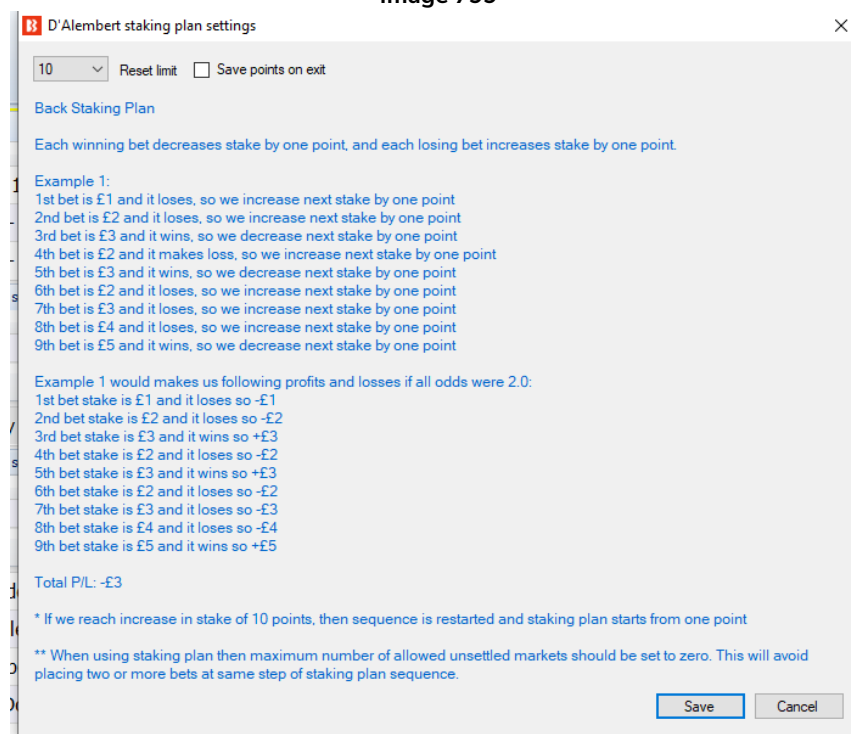 D'Alembert staking plan settings
10 Reset limit Save points on exit
Back Staking Plan
Each winning bet decreases stake by one point, and each losing bet increases stake by one point.
Example 1:
1st bet is £1 and it loses, so we increase next stake by one point
2nd bet is £2 and it loses, so we increase next stake by one point
3rd bet is £3 and it wins, so we decrease next stake by one point
4th bet is £2 and it makes loss, so we increase next stake by one point
5th bet is £3 and it wins, so we decrease next stake by one point
6th bet is £2 and it loses, so we increase next stake by one point
7th bet is £3 and it loses, so we increase next stake by one point
8th bet is £4 and it loses, so we increase next stake by one point
9th bet is £5 and it wins, so we decrease next stake by one point
Example 1 would makes us following profits and losses if all odds were 2.0:
1st bet stake is £1 and it loses so -£1
2nd bet stake is £2 and it loses so -£2
3rd bet stake is £3 and it wins so +£3
4th bet stake is £2 and it loses so -£2
5th bet stake is £3 and it wins so +£3
6th bet stake is £2 and it loses so -£2
7th bet stake is £3 and it loses so -£3
8th bet stake is £4 and it loses so -£4
9th bet stake is £5 and it wins so +£5
Total P/L: -£3
* If we reach increase in stake of 10 points, then sequence is restarted and staking plan starts from one point
** When using staking plan then maximum number of allowed unsettled markets should be set to zero. This will avoid
placing two or more bets at same step of staking plan sequence.
Save Cancel